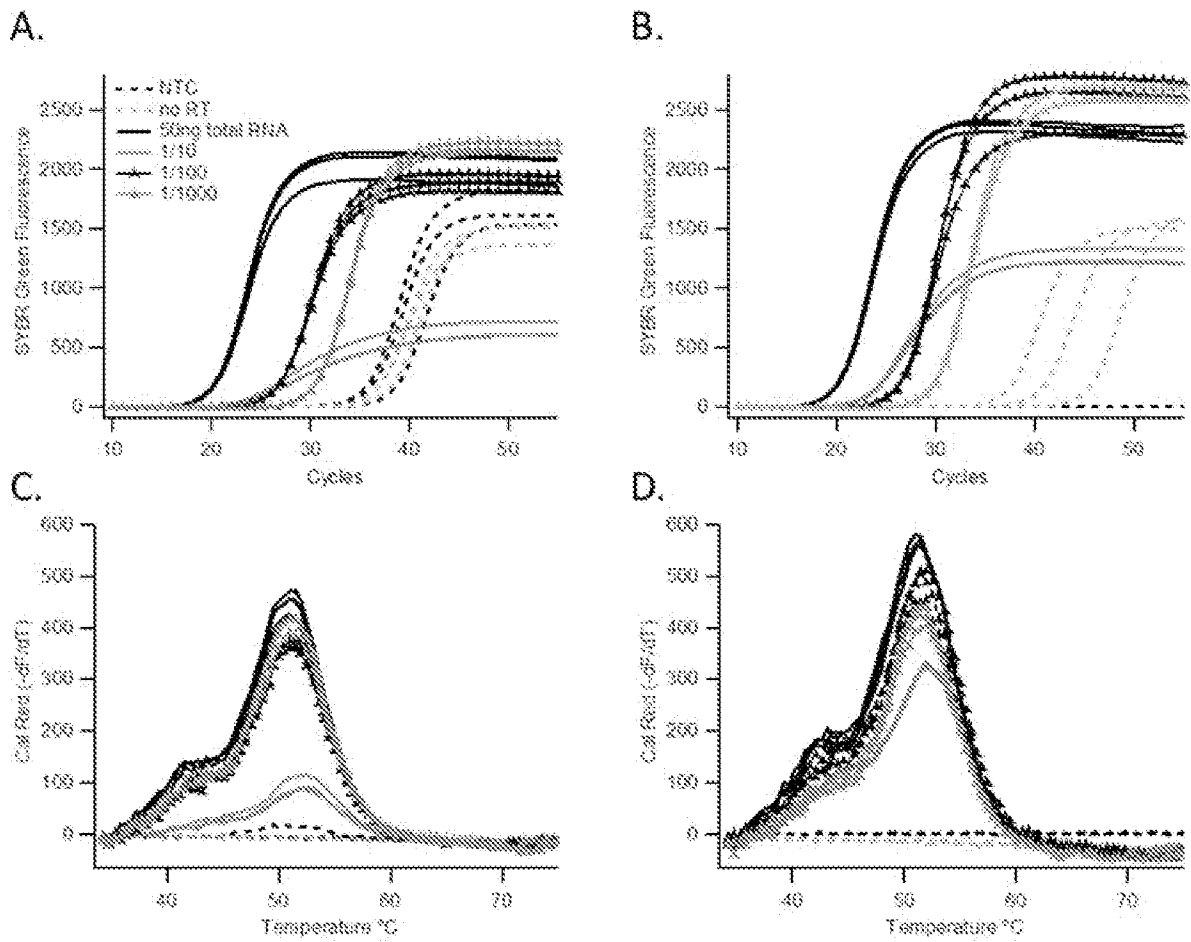 A.
SYBR Green Fluorescence
2500
2000
1500
1000
500
0
NTC
no RT
50ng total RNA
1/10
1/100
1/1000
10 20 30 40 50
Cycles
B.
SYBR Green Fluorescence
2500
2000
1500
1000
500
0
10 20 30 40 50
Cycles
C.
Cal Red (-dF/dT)
600
500
400
300
200
100
0
40 50 60 70
Temperature °C
D.
Cal Red (-dF/dT)
600
500
400
300
200
100
0
40 50 60 70
Temperature °C